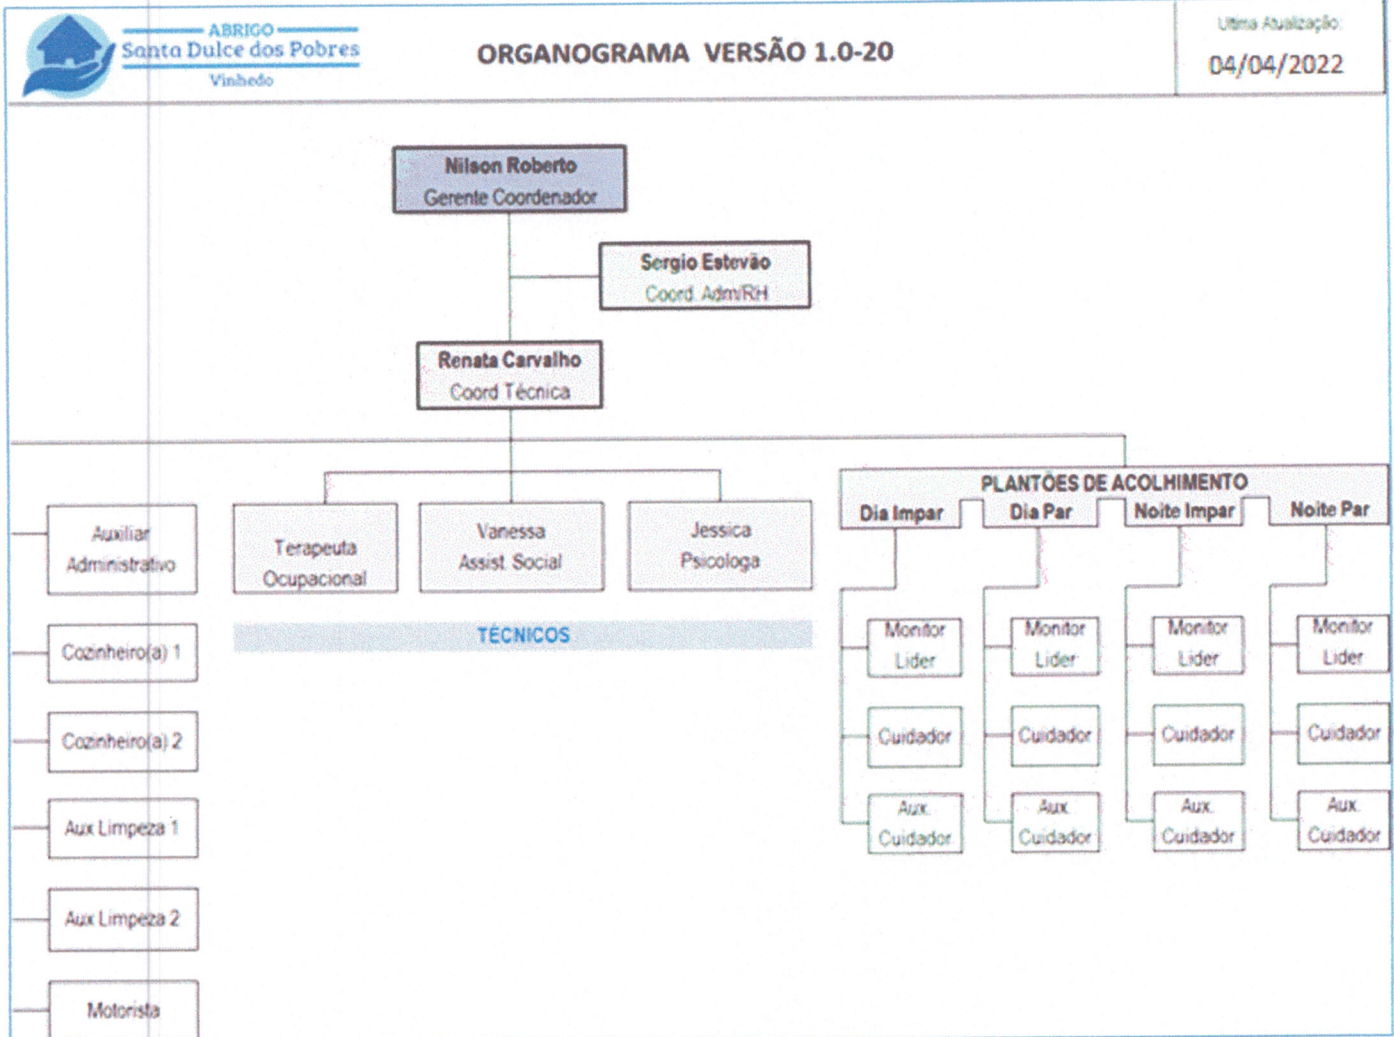 ABRIGO
Santa Dulce dos Pobres
Vinhedo
ORGANOGRAMA VERSÃO 1.0-20
Ultima Atualização:
04/04/2022
Nilson Roberto
Gerente Coordenador
Sergio Estevão
Coord. Adm/RH
Renata Carvalho
Coord Técnica
Auxiliar
Administrativo
Cozinheiro(a) 1
Cozinheiro(a) 2
Aux Limpeza 1
Aux Limpeza 2
Motorista
Terapeuta
Ocupacional
Vanessa
Assist. Social
Jessica
Psicologa
TÉCNICOS
PLANTÕES DE ACOLHIMENTO
Dia Impar
Dia Par
Noite Impar
Noite Par
Monitor
Lider
Cuidador
Aux.
Cuidador
Monitor
Lider
Cuidador
Aux.
Cuidador
Monitor
Lider
Cuidador
Aux.
Cuidador
Monitor
Lider
Cuidador
Aux.
Cuidador